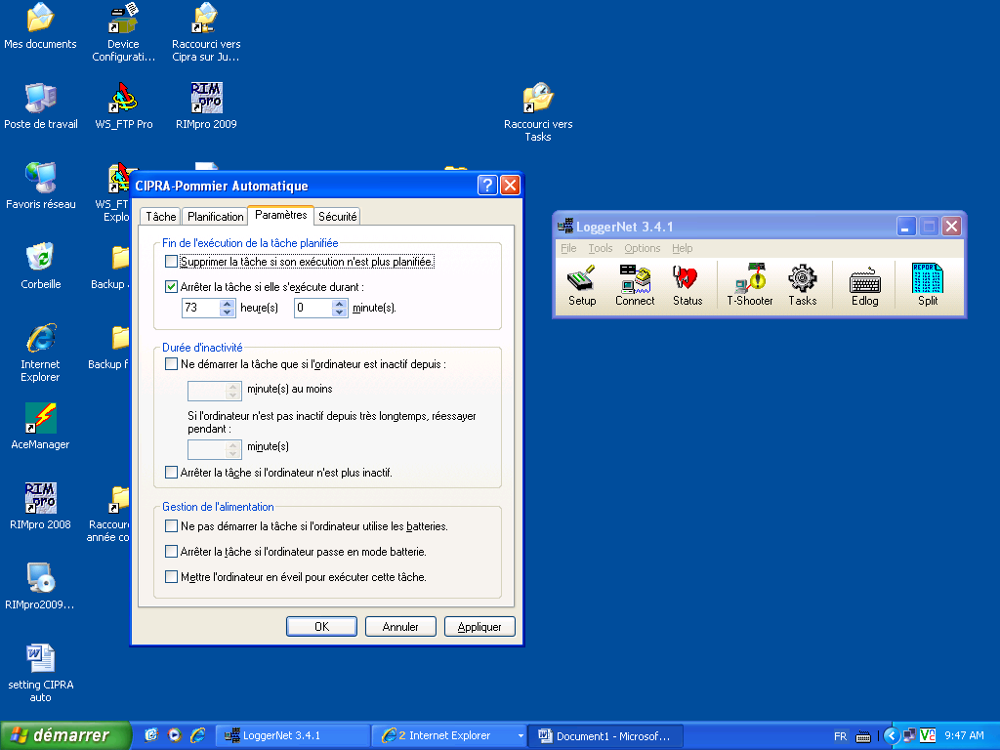 Mes documents
Device
Configurati...
Raccourci vers
Cipra sur Ju...
Poste de travail
WS_FTP Pro
RIM
pro
RIMpro 2009
Raccourci vers
Tasks
Favoris réseau
WS_FT
Explo
Corbeille
Backup
Internet
Explorer
Backup f
AceManager
RIM
pro
RIMpro 2008
Raccour
année co
RIMpro2009...
setting CIPRA
auto
CIPRA-Pommier Automatique
Tâche
Planification
Paramètres
Sécurité
Fin de l'exécution de la tâche planifiée
Supprimer la tâche si son exécution n'est plus planifiée.
Arrêter la tâche si elle s'exécute durant :
73 heure(s) 0 minute(s).
Durée d'inactivité
Ne démarrer la tâche que si l'ordinateur est inactif depuis :
minute(s) au moins
Si l'ordinateur n'est pas inactif depuis très longtemps, réessayer
pendant :
minute(s)
Arrêter la tâche si l'ordinateur n'est plus inactif.
Gestion de l'alimentation
Ne pas démarrer la tâche si l'ordinateur utilise les batteries.
Arrêter la tâche si l'ordinateur passe en mode batterie.
Mettre l'ordinateur en éveil pour exécuter cette tâche.
OK
Annuler
Appliquer
LoggerNet 3.4.1
File Tools Options Help
REPORT
Setup
Connect
Status
T-Shooter
Tasks
Edlog
Split
démarrer
LoggerNet 3.4.1
2 Internet Explorer
Document1 - Microsof...
FR
9:47 AM